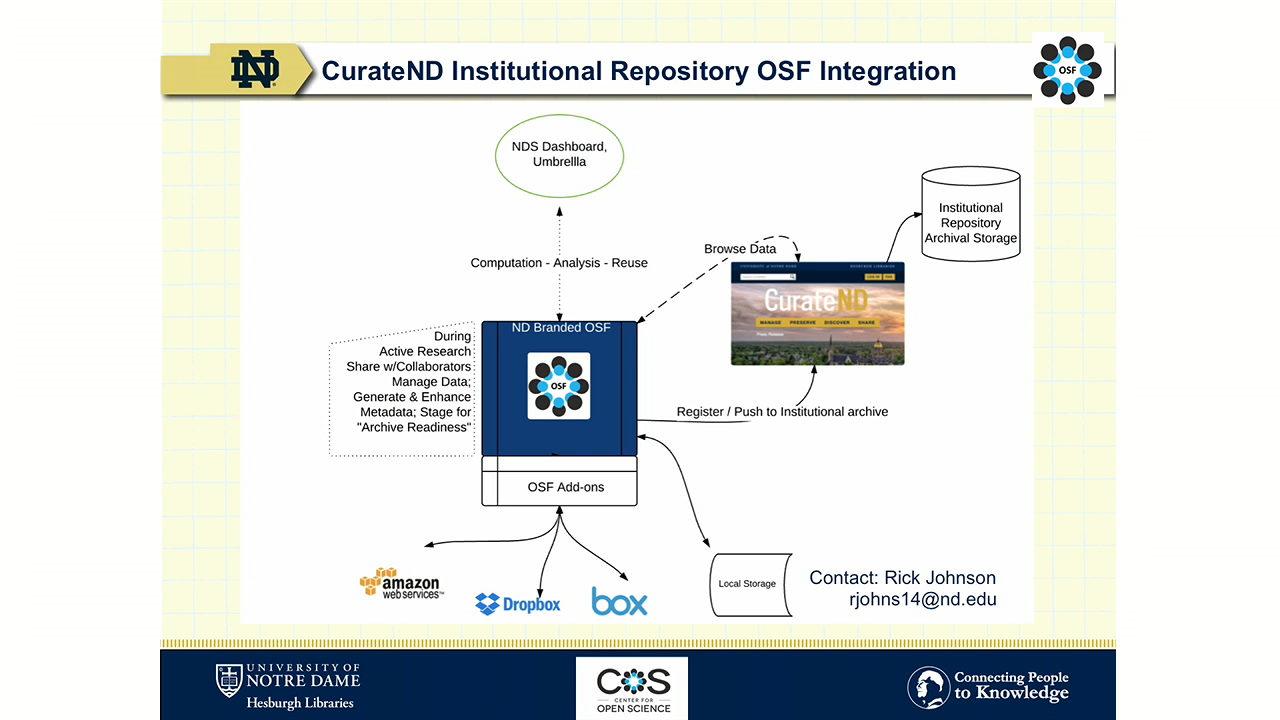 CurateND Institutional Repository OSF Integration
OSF
NDS Dashboard,
Umbrellla
Institutional
Repository
Archival Storage
Browse Data
Computation - Analysis - Reuse
CurateND
MANAGE PRESERVE DISCOVER SHARE
ND Branded OSF
OSF
During
Active Research
Share w/Collaborators
Manage Data;
Generate & Enhance
Metadata; Stage for
"Archive Readiness"
Register / Push to Institutional archive
OSF Add-ons
amazon
web services™
Dropbox
box
Local Storage
Contact: Rick Johnson
rjohns14@nd.edu
UNIVERSITY OF
NOTRE DAME
Hesburgh Libraries
COS
CENTER FOR
OPEN SCIENCE
Connecting People
to Knowledge